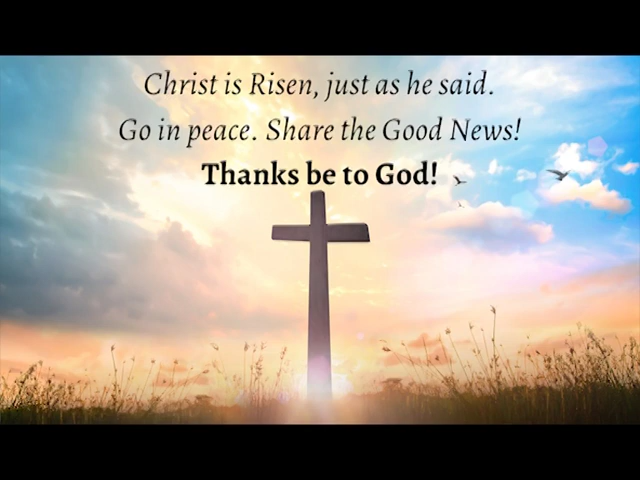 Christ is Risen, just as he said.
Go in peace. Share the Good News!
Thanks be to God!